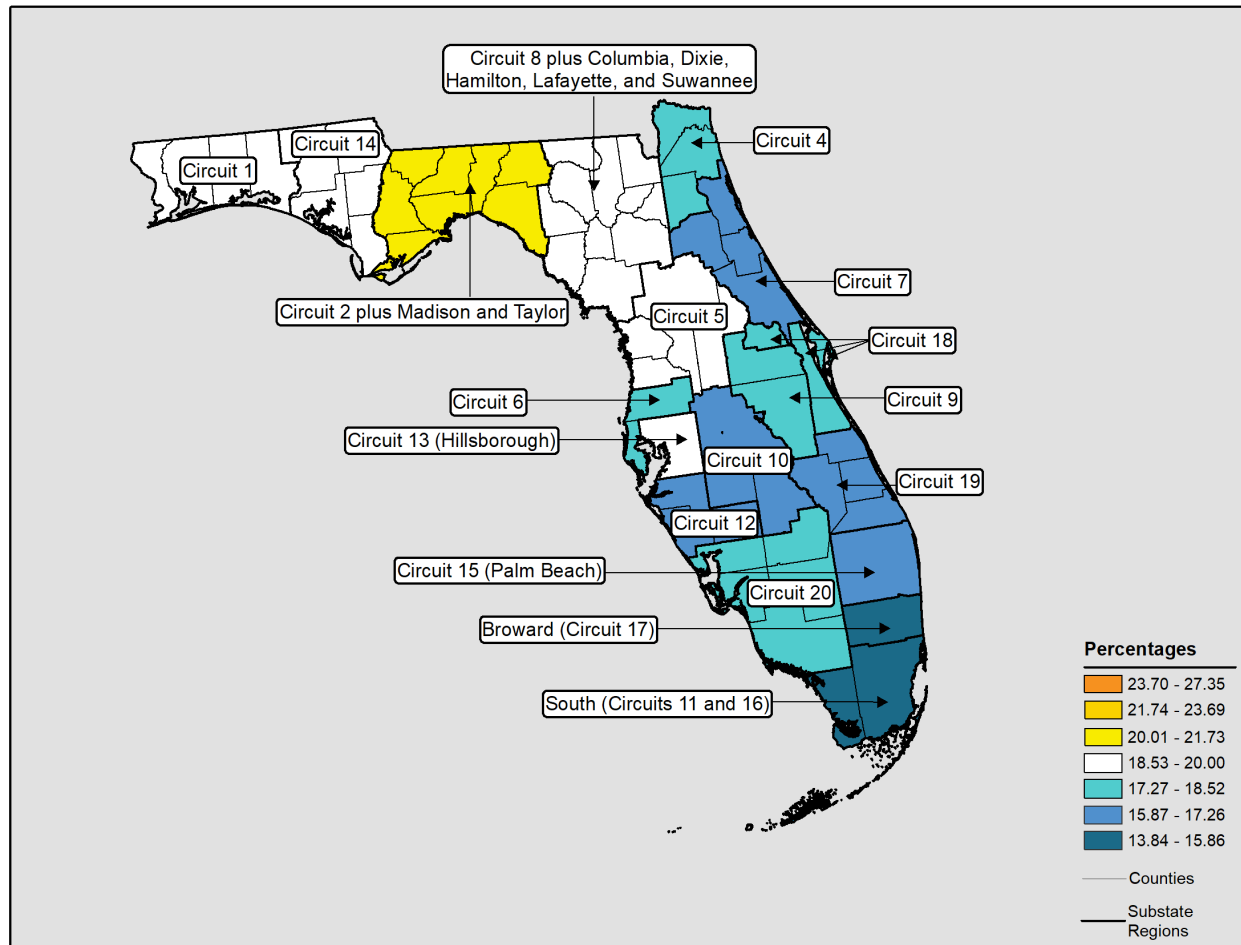 Circuit 8 plus Columbia, Dixie,
Hamilton, Lafayette, and Suwannee
Circuit 14
Circuit 4
Circuit 1
Circuit 7
Circuit 2 plus Madison and Taylor
Circuit 5
Circuit 18
Circuit 6
Circuit 9
Circuit 13 (Hillsborough)
Circuit 10
Circuit 19
Circuit 12
Circuit 15 (Palm Beach)
Circuit 20
Broward (Circuit 17)
South (Circuits 11 and 16)
Percentages
23.70 - 27.35
21.74 - 23.69
20.01 - 21.73
18.53 - 20.00
17.27 - 18.52
15.87 - 17.26
13.84 - 15.86
Counties
Substate
Regions